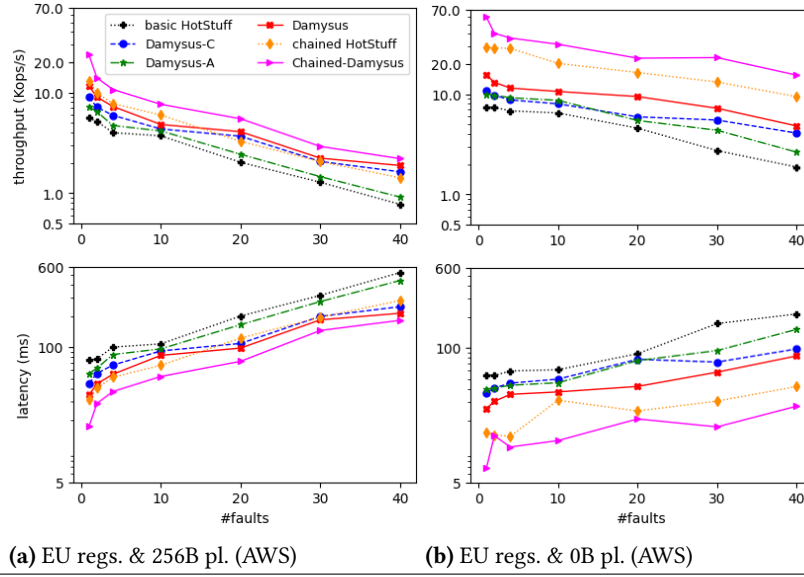 70.0
20.0
10.0
1.0
0.5
throughput (Kops/s)
basic HotStuff
Damysus-C
Damysus-A
Damysus
chained HotStuff
Chained-Damysus
0 10 20 30 40
70.0
20.0
10.0
1.0
0.5
0 10 20 30 40
600
100
5
latency (ms)
0 10 20 30 40
#faults
600
100
5
0 10 20 30 40
#faults
(a) EU regs. & 256B pl. (AWS)
(b) EU regs. & 0B pl. (AWS)